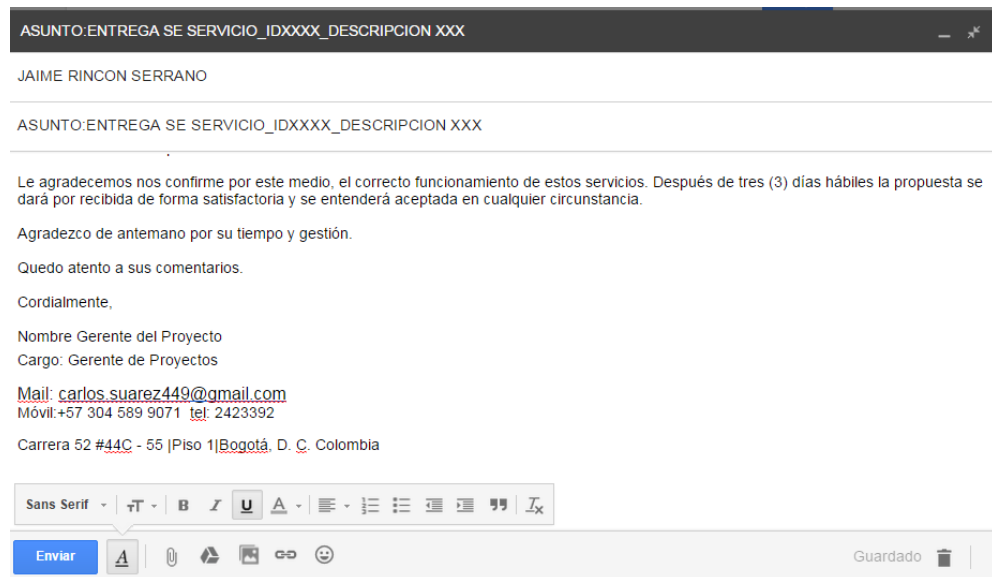 ASUNTO:ENTREGA SE SERVICIO_IDXXXX_DESCRIPCION XXX
JAIME RINCON SERRANO
ASUNTO:ENTREGA SE SERVICIO_IDXXXX_DESCRIPCION XXX
Le agradecemos nos confirme por este medio, el correcto funcionamiento de estos servicios. Después de tres (3) días hábiles la propuesta se
dará por recibida de forma satisfactoria y se entenderá aceptada en cualquier circunstancia.
Agradezco de antemano por su tiempo y gestión.
Quedo atento a sus comentarios.
Cordialmente,
Nombre Gerente del Proyecto
Cargo: Gerente de Proyectos
Mail: carlos.suarez449@gmail.com
Móvil:+57 304 589 9071 tel: 2423392
Carrera 52 #44C - 55 |Piso 1|Bogotá, D. C. Colombia
Sans Serif
Enviar
Guardado